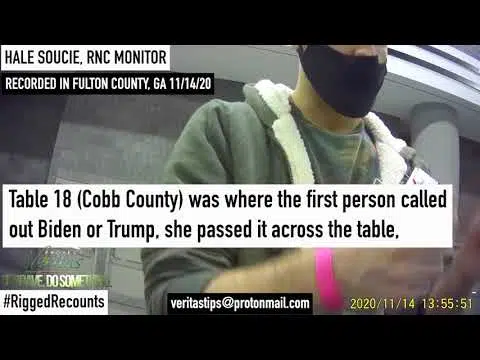 HALE SOUCIE, RNC MONITOR
RECORDED IN FULTON COUNTY, GA 11/14/20
Table 18 (Cobb County) was where the first person called
out Biden or Trump, she passed it across the table,
DO SOMETHING.
#RiggedRecounts
veritastips@protonmail.com
2020/11/14 13:55:51